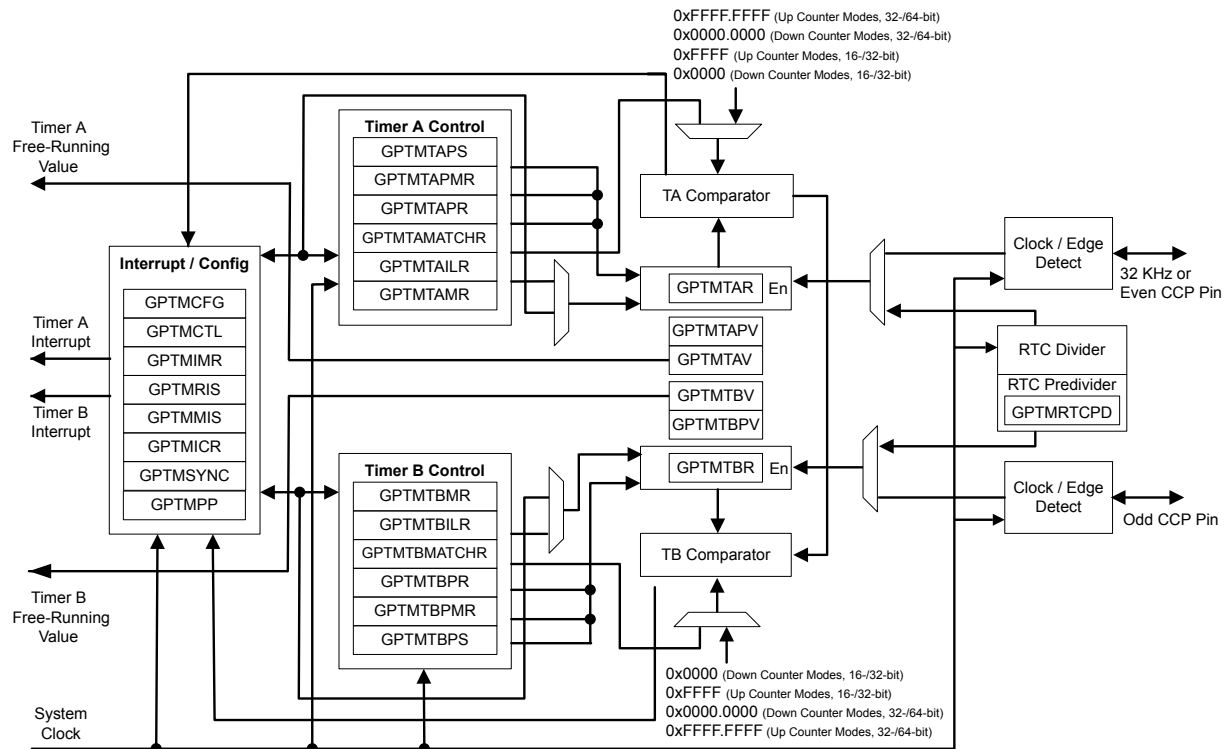 0xFFFF.FFFF (Up Counter Modes, 32-/64-bit)
0x0000.0000 (Down Counter Modes, 32-/64-bit)
0xFFFF (Up Counter Modes, 16-/32-bit)
0x0000 (Down Counter Modes, 16-/32-bit)
Timer A
Free-Running
Value
Timer A Control
GPTMTAPS
GPTMTAPMR
GPTMTAPR
GPTMTAMATCHR
GPTMTAILR
GPTMTAMR
TA Comparator
GPTMTAR
En
Clock / Edge
Detect
32 KHz or
Even CCP Pin
Interrupt / Config
GPTMCFG
GPTMCTL
GPTMIMR
GPTMRIS
GPTMMIS
GPTMICR
GPTMSYNC
GPTMPP
Timer A
Interrupt
Timer B
Interrupt
GPTMTAPV
GPTMTAV
GPTMTBV
GPTMTBPV
RTC Divider
RTC Predivider
GPTMRTCPD
Timer B Control
GPTMTBMR
GPTMTBILR
GPTMTBMATCHR
GPTMTBPR
GPTMTBPMR
GPTMTBPS
GPTMTBR
En
TB Comparator
Clock / Edge
Detect
Odd CCP Pin
Timer B
Free-Running
Value
0x0000 (Down Counter Modes, 16-/32-bit)
0xFFFF (Up Counter Modes, 16-/32-bit)
0x0000.0000 (Down Counter Modes, 32-/64-bit)
0xFFFF.FFFF (Up Counter Modes, 32-/64-bit)
System
Clock